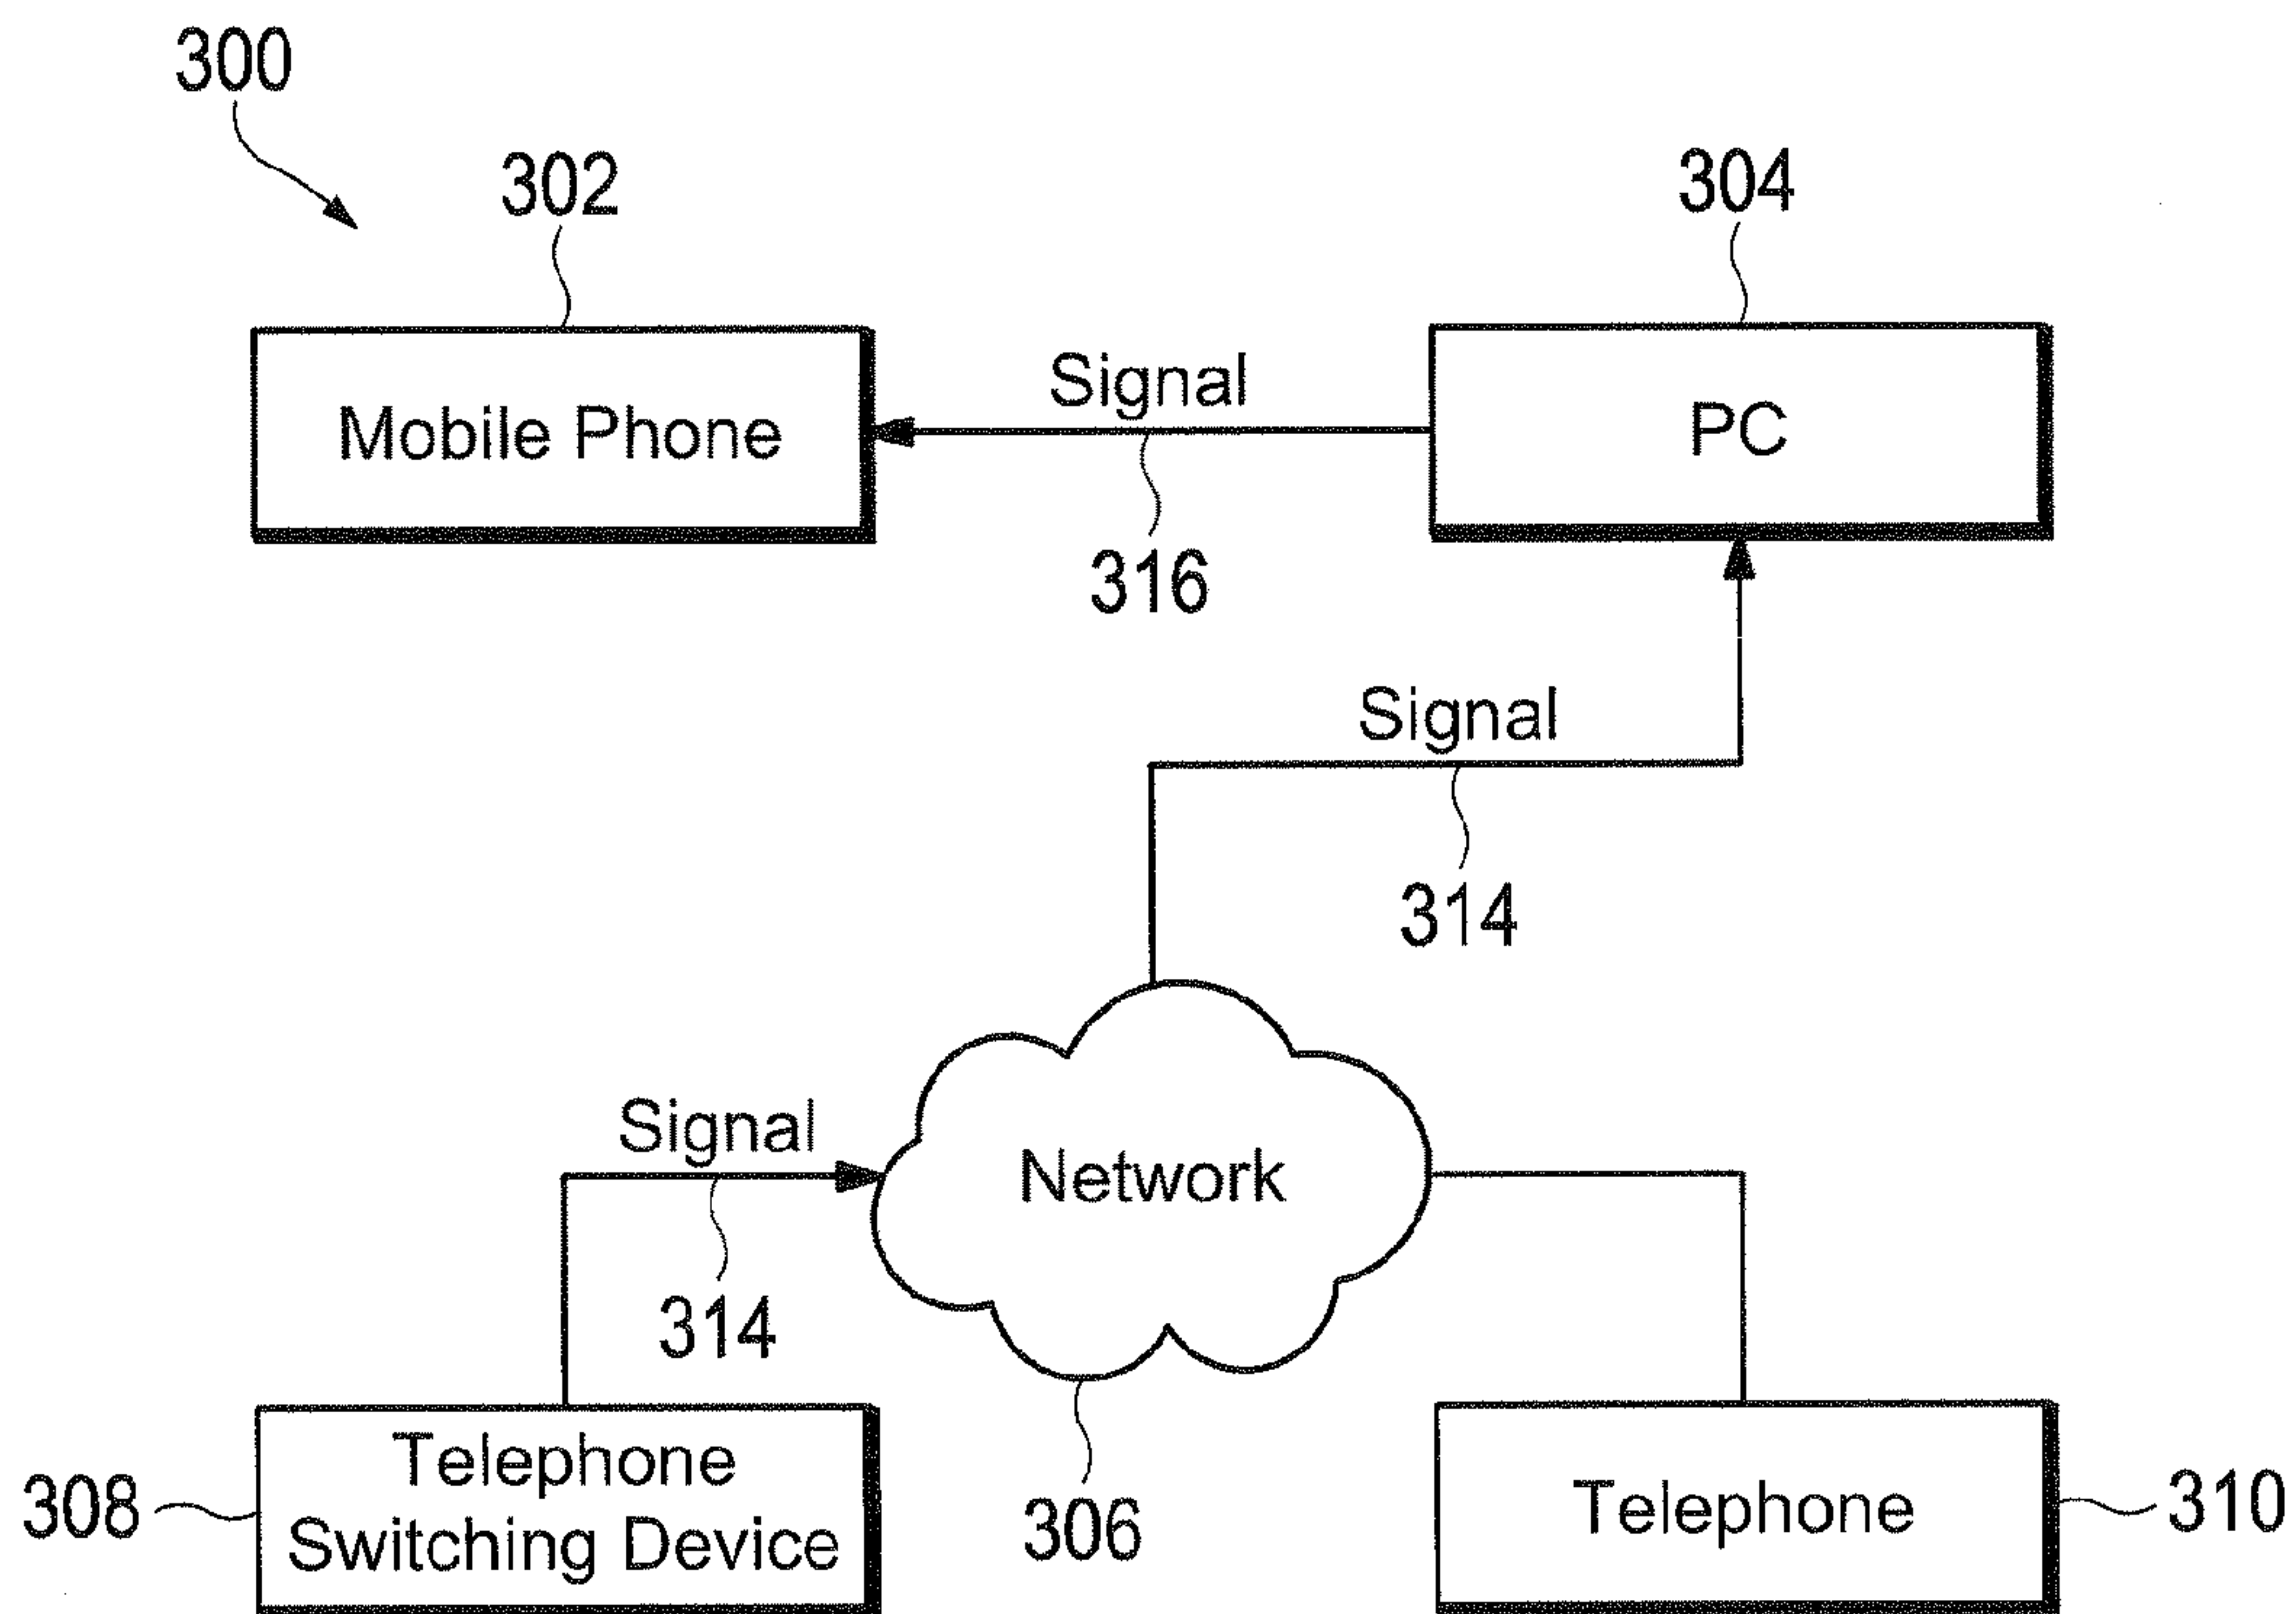 300
302
304
Mobile Phone
Signal
PC
316
Signal
314
Signal
Network
314
Telephone
Switching Device
308
306
Telephone
310